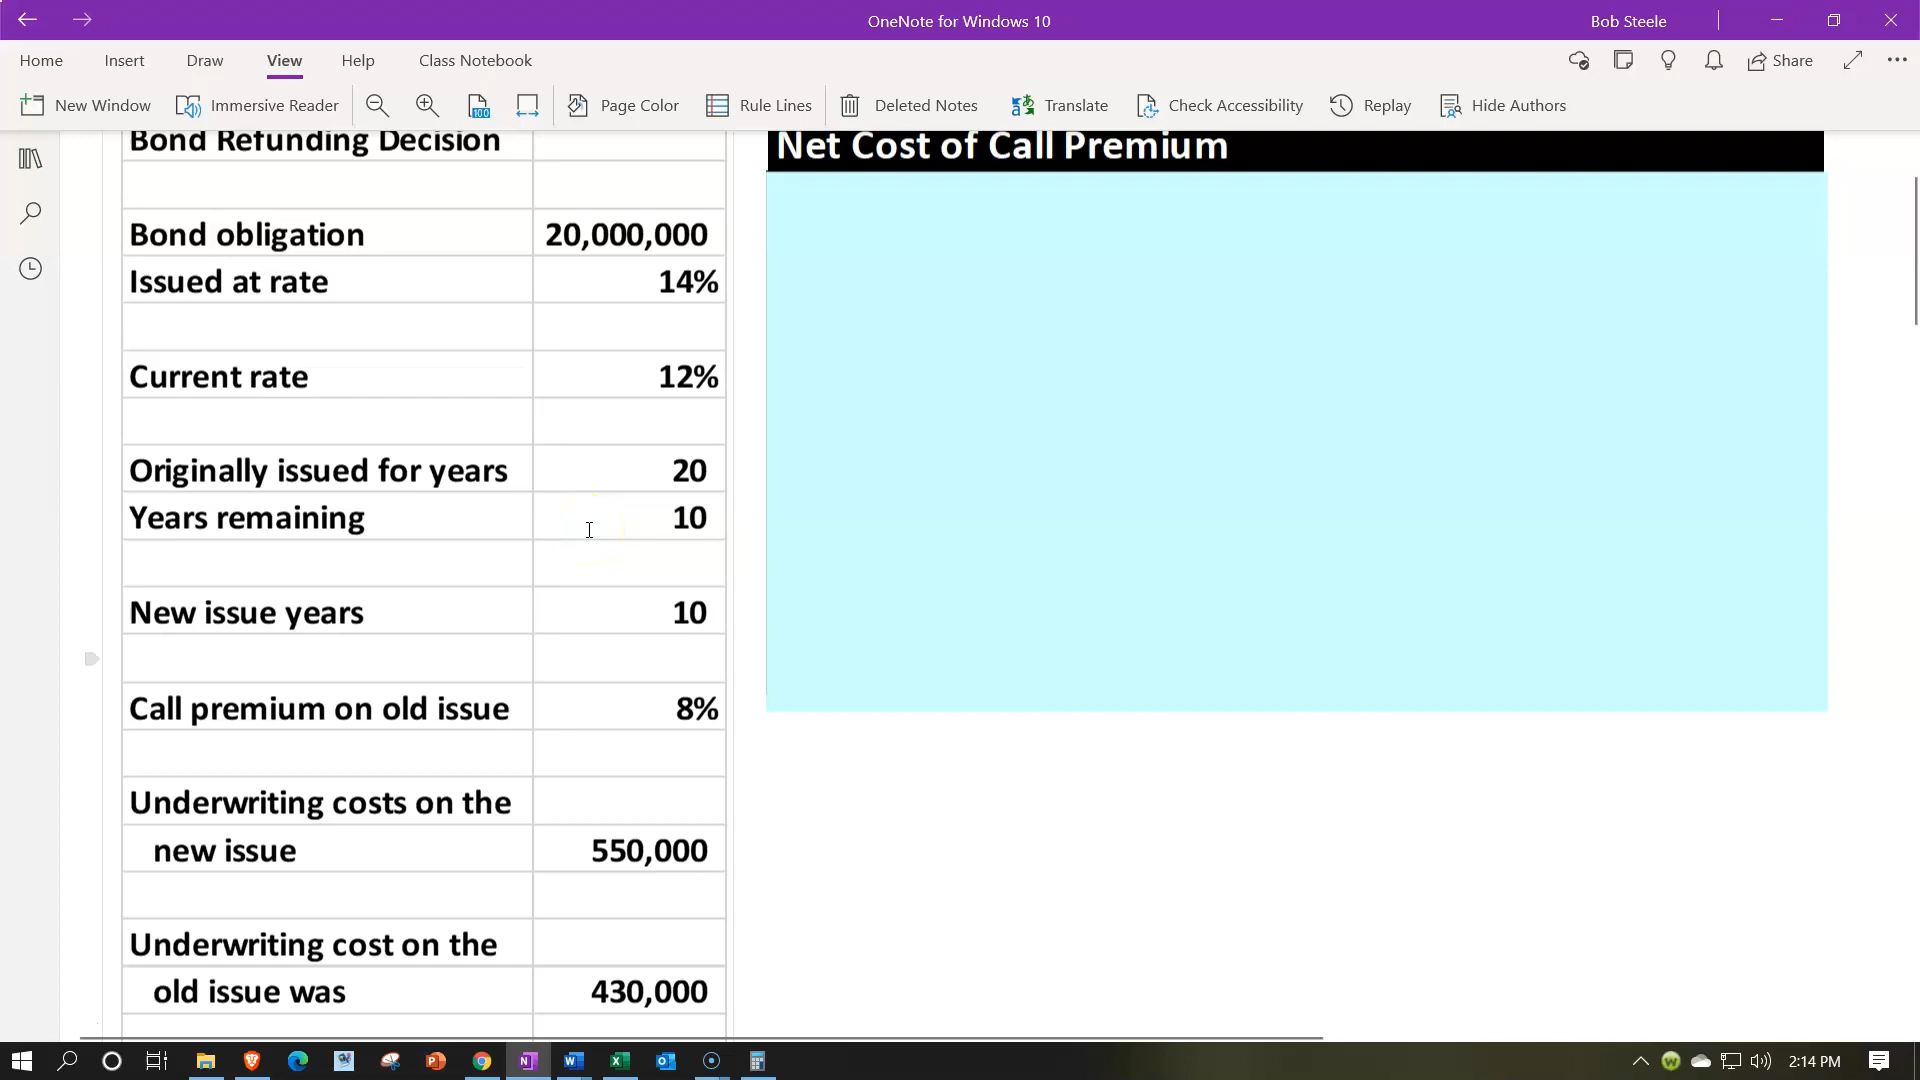 OneNote for Windows 10
Bob Steele
Home Insert Draw View Help Class Notebook
Share
New Window Immersive Reader 100 Page Color Rule Lines Deleted Notes Translate Check Accessibility Replay Hide Authors
Bond Refunding Decision
Net Cost of Call Premium
Bond obligation 20,000,000
Issued at rate 14%
Current rate 12%
Originally issued for years 20
Years remaining 10
New issue years 10
Call premium on old issue 8%
Underwriting costs on the
new issue 550,000
Underwriting cost on the
old issue was 430,000
2:14 PM